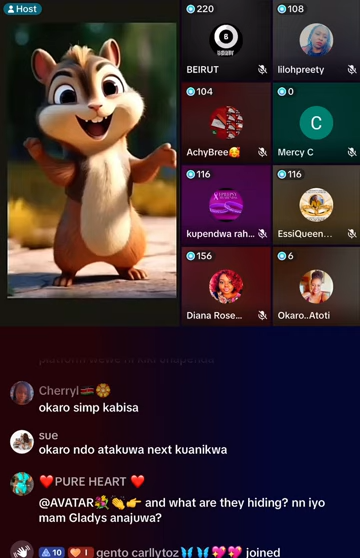 Host
220
108
BEIRUT
lilohpreety
104
0
C
AchyBree🥰
Mercy C
116
116
kupendwa rah...
EssiQueen...
156
6
Diana Rose...
Okaro..Atoti
Cherryl🇰🇪🏵️
okaro simp kabisa
sue
okaro ndo atakuwa next kuanikwa
❤️PURE HEART ❤️
@AVATAR💐👏👉 and what are they hiding? nn iyo
mam Gladys anajuwa?
10 1 gento carllytoz🦋🦋💖💖 joined